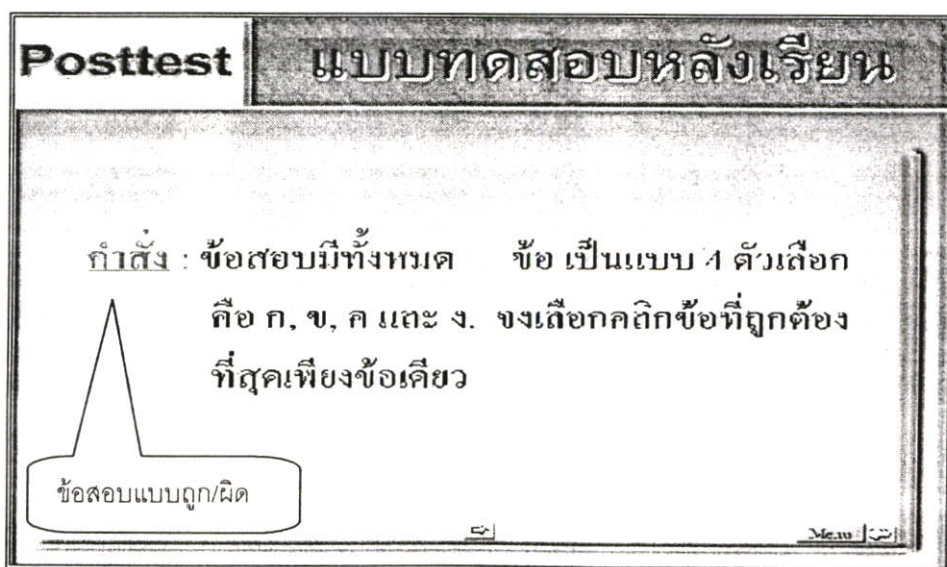 Posttest แบบทดสอบหลังเรียน
คำสั่ง : ข้อสอบมีทั้งหมด ข้อ เป็นแบบ 4 ตัวเลือก
คือ ก, ข, ค และ ง. จงเลือกคลิกข้อที่ถูกต้อง
ที่สุดเพียงข้อเดียว
ข้อสอบแบบถูก/ผิด
Menu